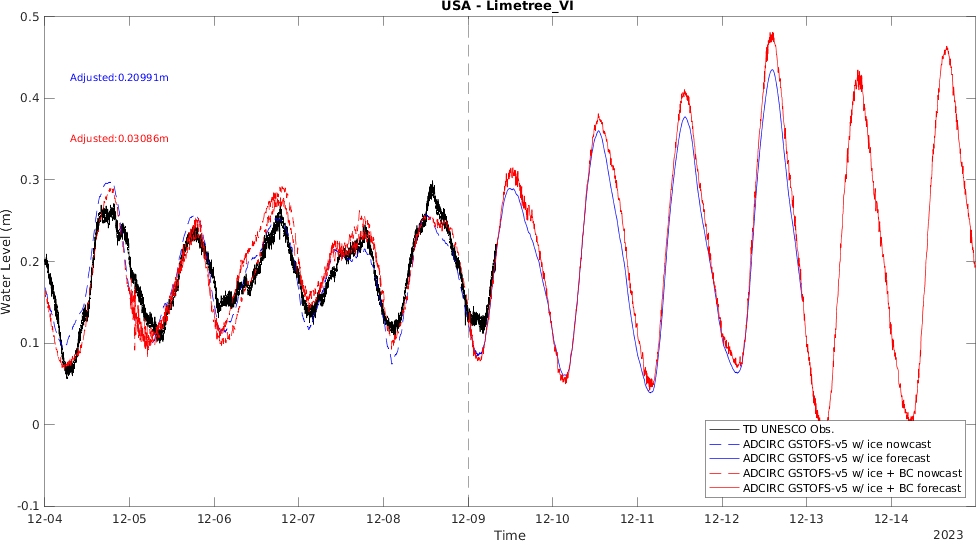 USA - Limetree_VI
0.5
0.4
0.3
0.2
0.1
0
-0.1
Water Level (m)
Adjusted:0.20991m
Adjusted:0.03086m
TD UNESCO Obs.
ADCIRC GSTOFS-v5 w/ ice nowcast
ADCIRC GSTOFS-v5 w/ ice forecast
ADCIRC GSTOFS-v5 w/ ice + BC nowcast
ADCIRC GSTOFS-v5 w/ ice + BC forecast
12-04 12-05 12-06 12-07 12-08 12-09 12-10 12-11 12-12 12-13 12-14
Time
2023